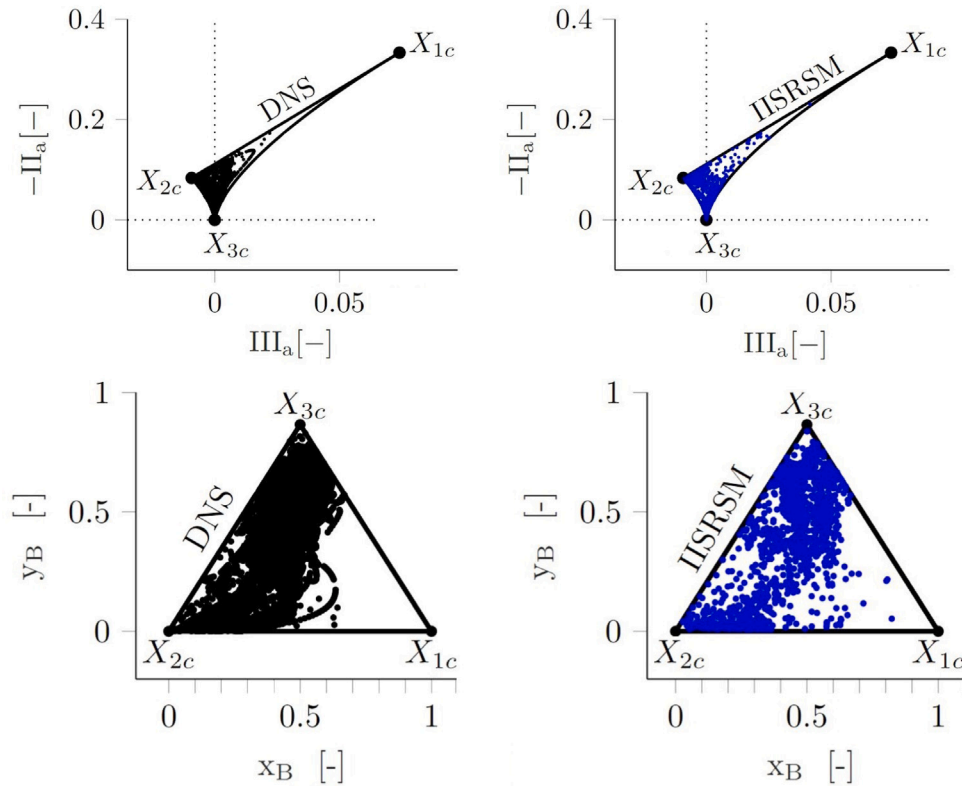 0.4
X1c
DNS
0.2
−IIa[−]
X2c
0
X3c
0
0.05
IIIa[−]
0.4
X1c
IISRSM
0.2
−IIa[−]
X2c
0
X3c
0
0.05
IIIa[−]
1
X3c
DNS
0.5
yB [-]
0
X2c
X1c
0
0.5
1
xB [-]
1
X3c
IISRSM
0.5
yB [-]
0
X2c
X1c
0
0.5
1
xB [-]